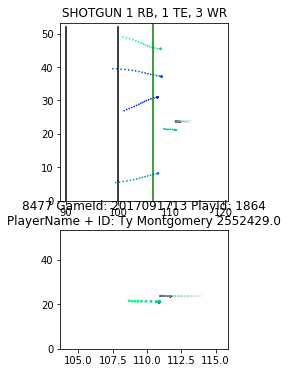 SHOTGUN 1 RB, 1 TE, 3 WR
50
40
30
20
10
0
90 100 110 120
8477 GameId: 2017091713 PlayId: 1864
PlayerName + ID: Ty Montgomery 2552429.0
40
20
0
105.0 107.5 110.0 112.5 115.0